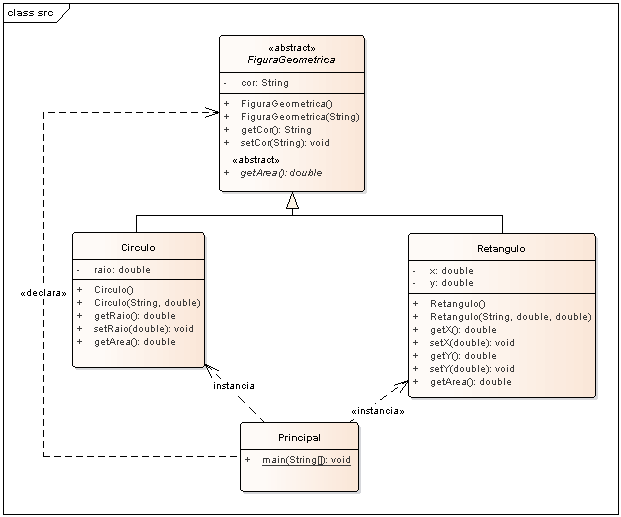 class src
«abstract»
FiguraGeometrica
- cor: String
+ FiguraGeometrica()
+ FiguraGeometrica(String)
+ getCor(): String
+ setCor(String): void
«abstract»
+ getArea(): double
«declara»
Circulo
- raio: double
+ Circulo()
+ Circulo(String, double)
+ getRaio(): double
+ setRaio(double): void
+ getArea(): double
Retangulo
- x: double
- y: double
+ Retangulo()
+ Retangulo(String, double, double)
+ getX(): double
+ setX(double): void
+ getY(): double
+ setY(double): void
+ getArea(): double
instancia
«instancia»
Principal
+ main(String[]): void